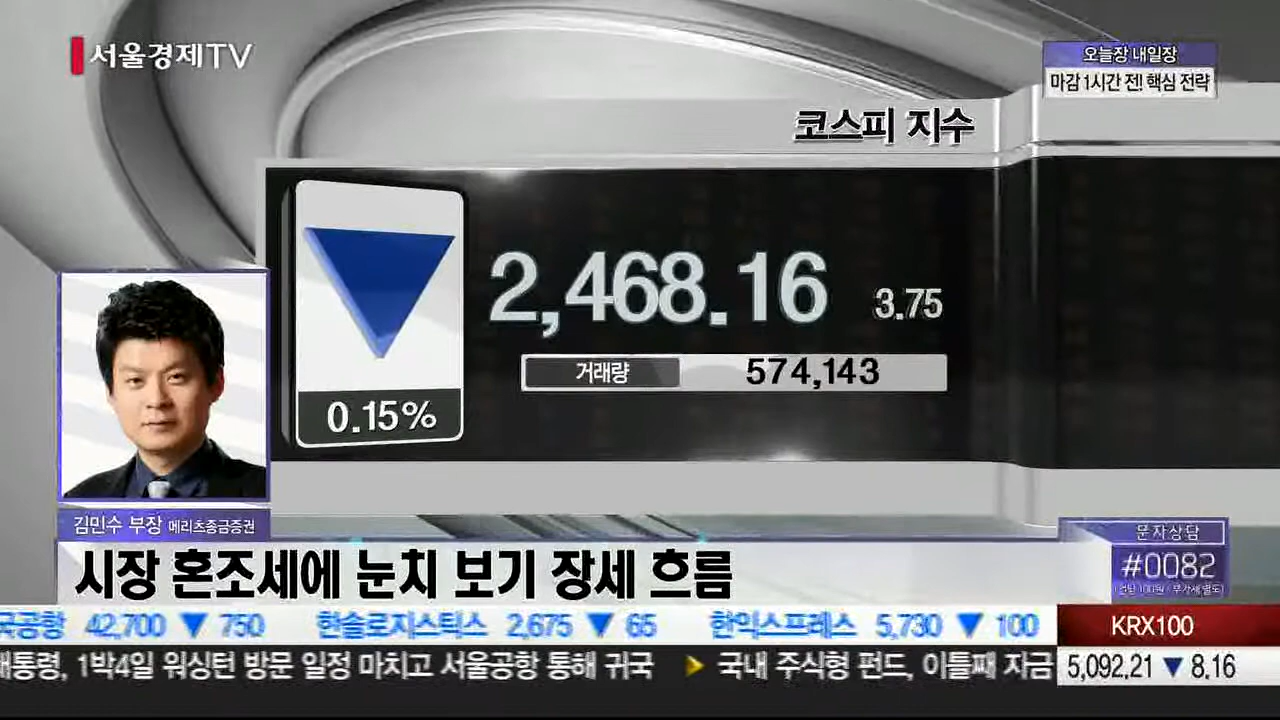 서울경제TV
오늘장 내일장
마감 1시간 전! 핵심 전략
코스피 지수
2,468.16 3.75
거래량 574,143
0.15%
김민수 부장 메리츠종금증권
시장 혼조세에 눈치 보기 장세 흐름
문자상담
#0082
국공항 42,700 ▼ 750 한솔로지스틱스 2,675 ▼ 65 한익스프레스 5,730 ▼ 100
KRX100
대통령, 1박4일 워싱턴 방문 일정 마치고 서울공항 통해 귀국 ▶ 국내 주식형 펀드, 이틀째 자금
5,092.21 ▼ 8.16